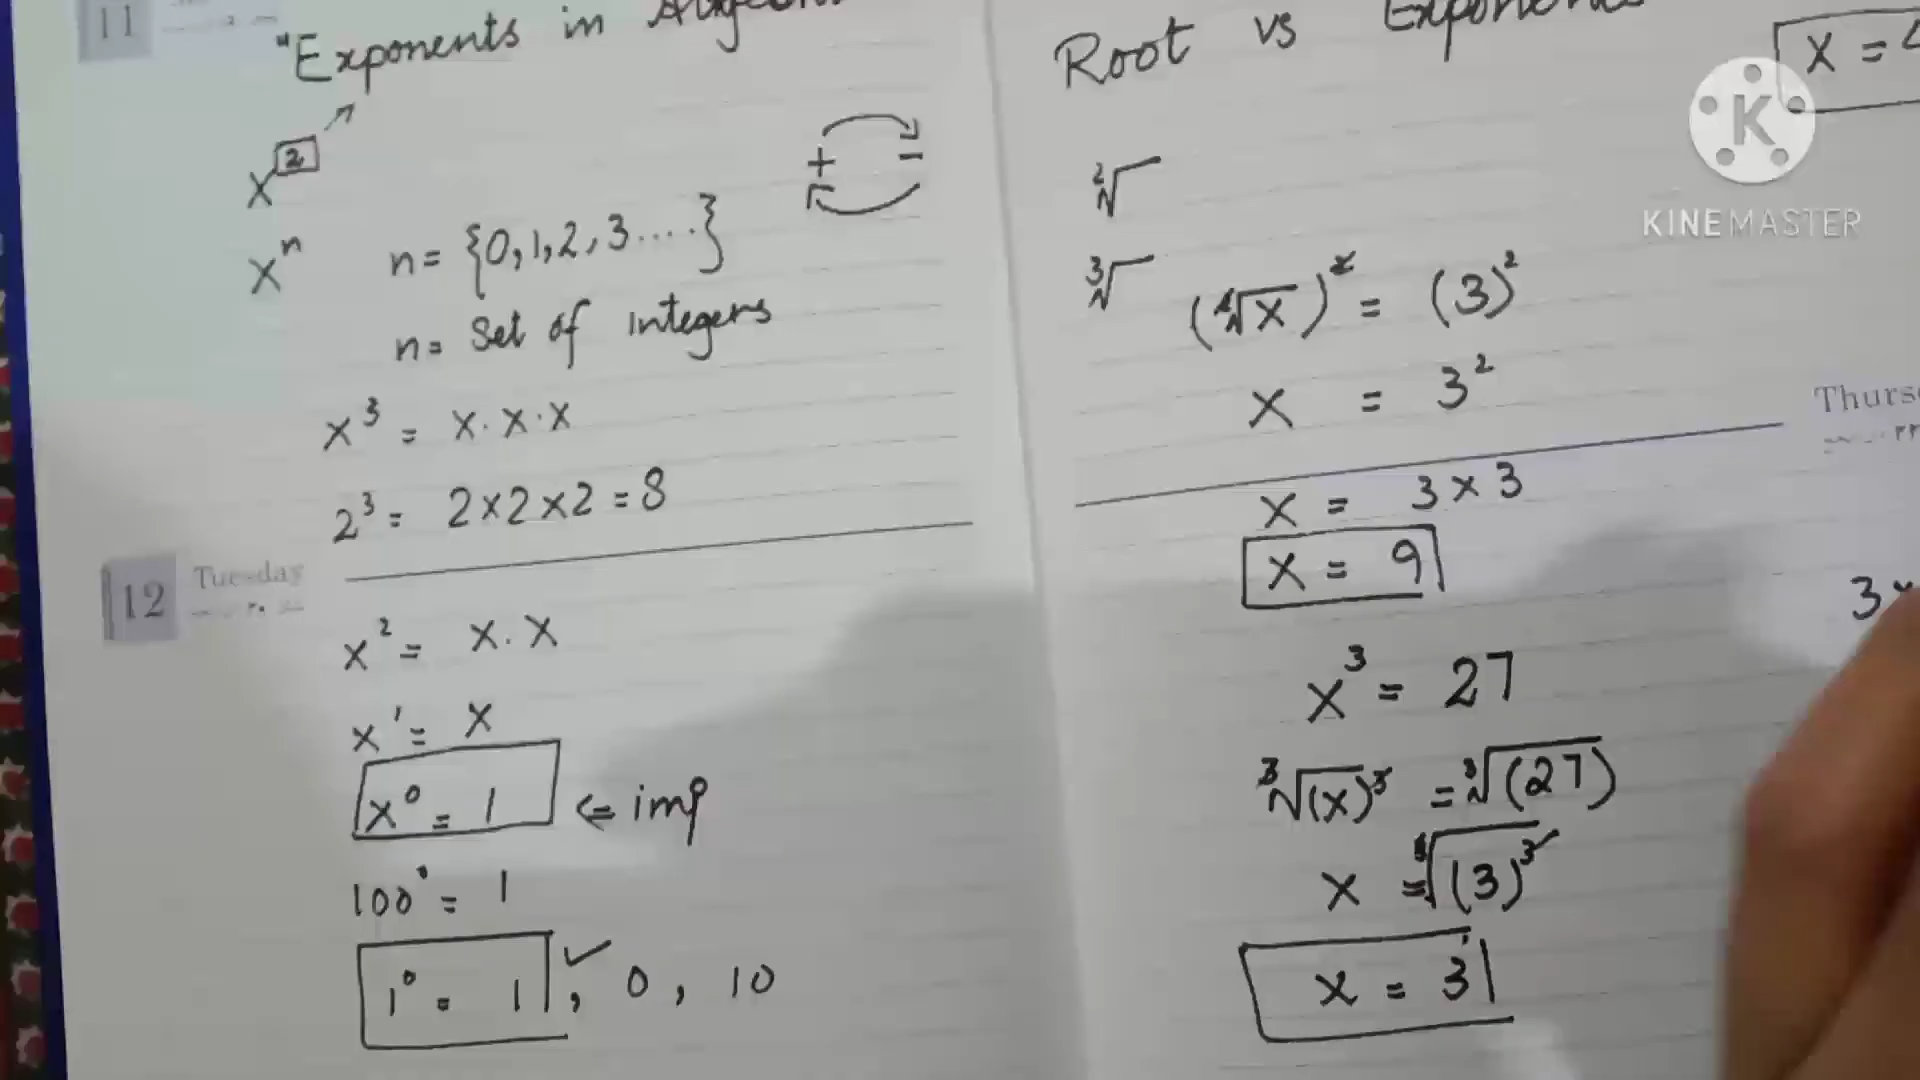 11
"Exponents in
x²
xⁿ n = {0, 1, 2, 3....}
n = Set of integers
+ -
x³ = x · x · x
2³ = 2 × 2 × 2 = 8
12 Tuesday
x² = x · x
x¹ = x
x⁰ = 1 <= imp
100⁰ = 1
1⁰ = 1 ✓, 0, 10
Root vs
²√
³√ (²√x)² = (3)²
x = 3²
x = 3 × 3
x = 9
x³ = 27
³√(x)³ = ³√(27)
x = ³√(3)³
x = 3
x =
K
KINEMASTER
3